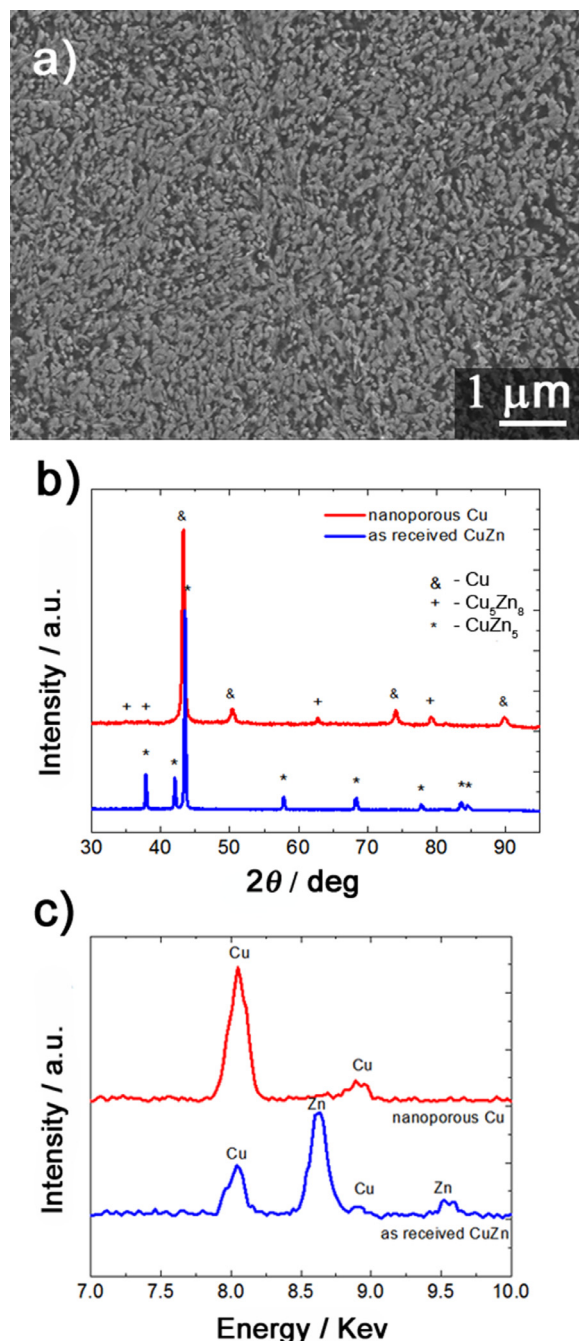 a)
1 μm
b)
&
nanoporous Cu
as received CuZn
*
& - Cu
+ - Cu₅Zn₈
* - CuZn₅
+ + & + & + &
* * * * * * *
Intensity / a.u.
30 40 50 60 70 80 90
2θ / deg
c)
Cu
Cu
nanoporous Cu
Zn
Cu
Cu
Zn
as received CuZn
Intensity / a.u.
7.0 7.5 8.0 8.5 9.0 9.5 10.0
Energy / Kev